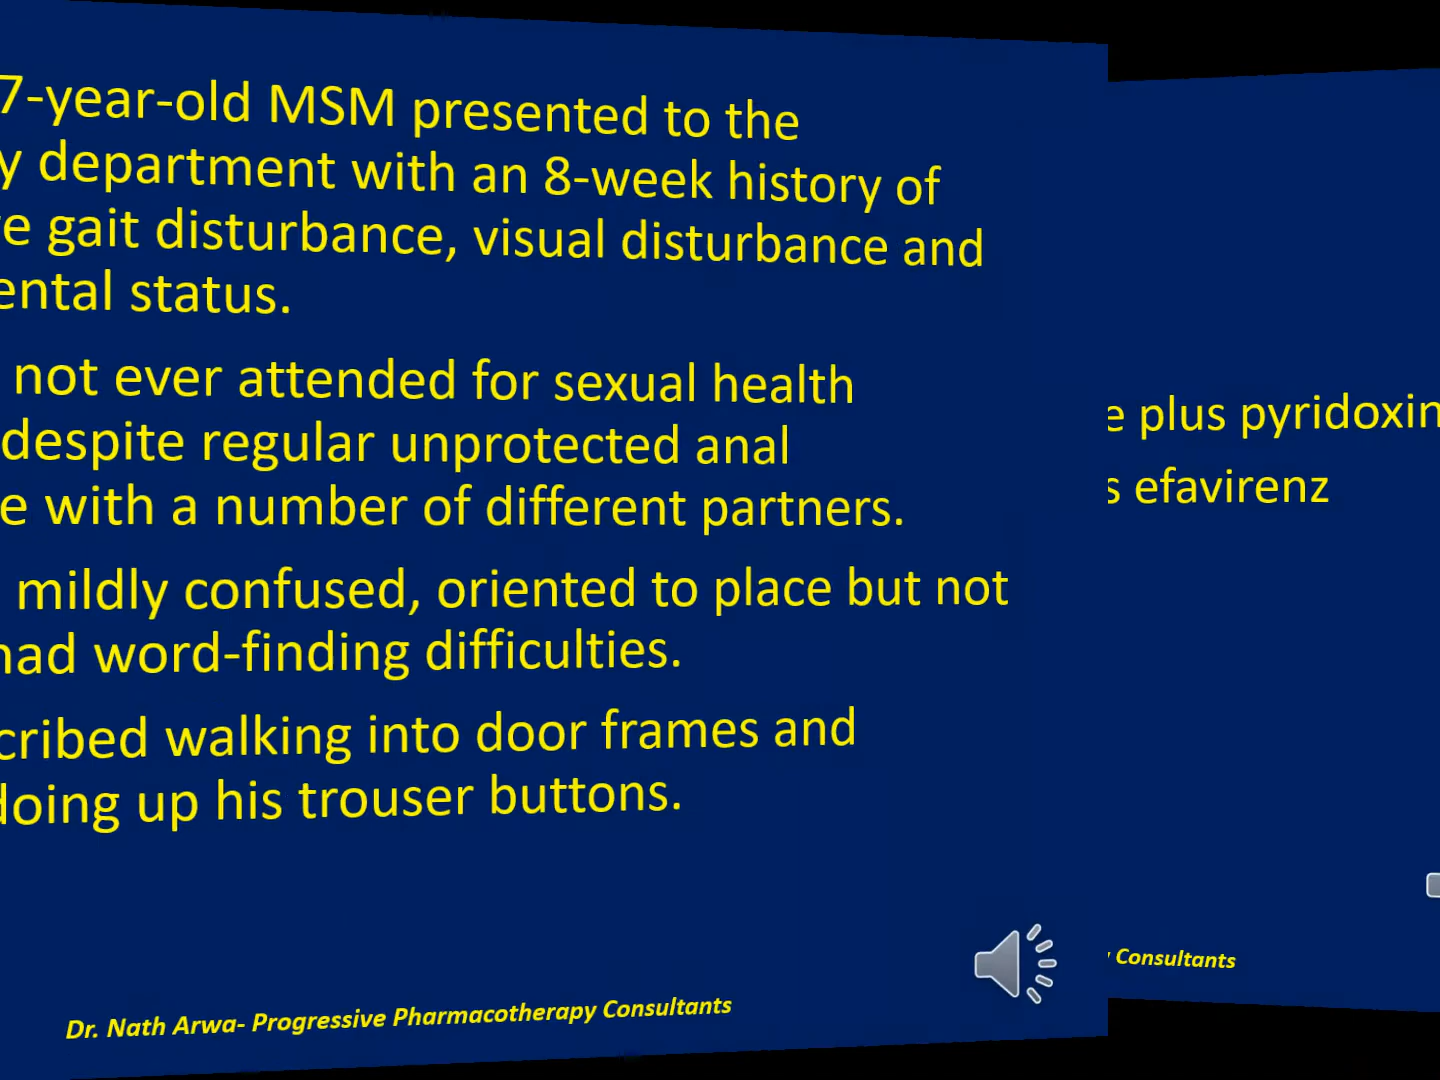 7-year-old MSM presented to the
department with an 8-week history of
gait disturbance, visual disturbance and
status.
not ever attended for sexual health
despite regular unprotected anal
with a number of different partners.
mildly confused, oriented to place but not
had word-finding difficulties.
walking into door frames and
doing up his trouser buttons.
Dr. Nath Arwa- Progressive Pharmacotherapy Consultants
plus
efavirenz
Consultants